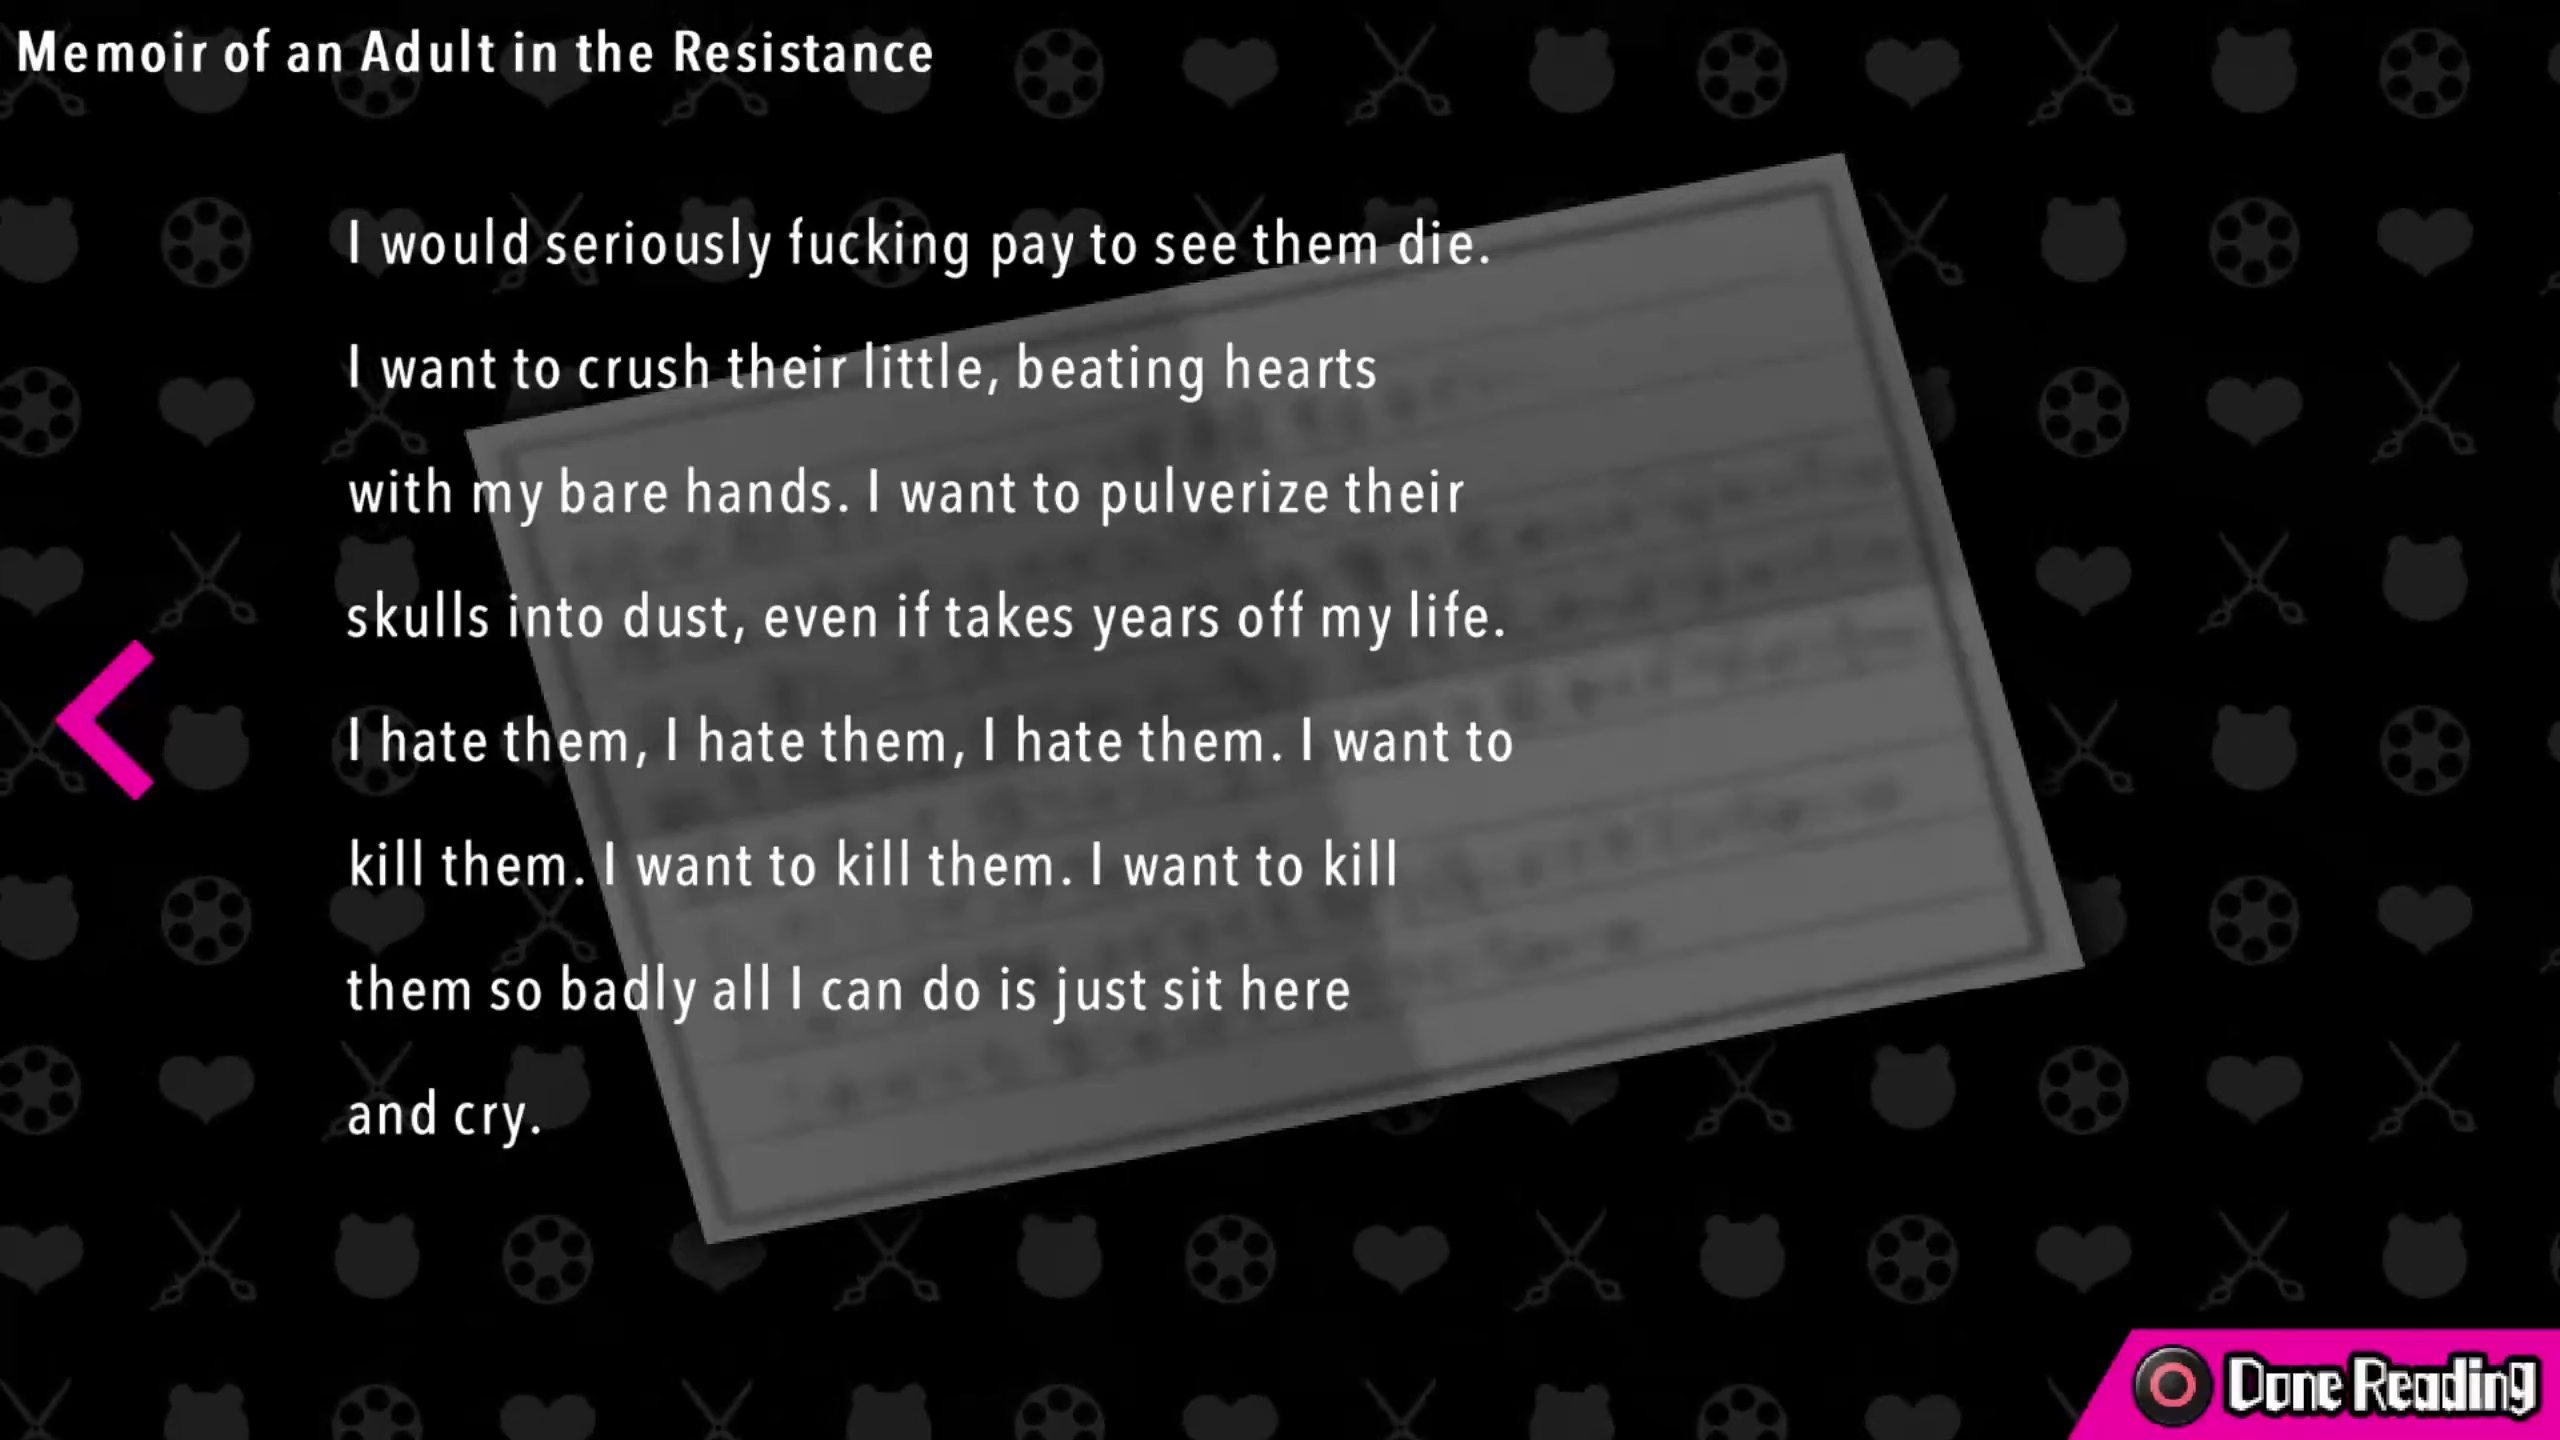 Memoir of an Adult in the Resistance
I would seriously fucking pay to see them die.
I want to crush their little, beating hearts
with my bare hands. I want to pulverize their
skulls into dust, even if takes years off my life.
I hate them, I hate them, I hate them. I want to
kill them. I want to kill them. I want to kill
them so badly all I can do is just sit here
and cry.
Done Reading